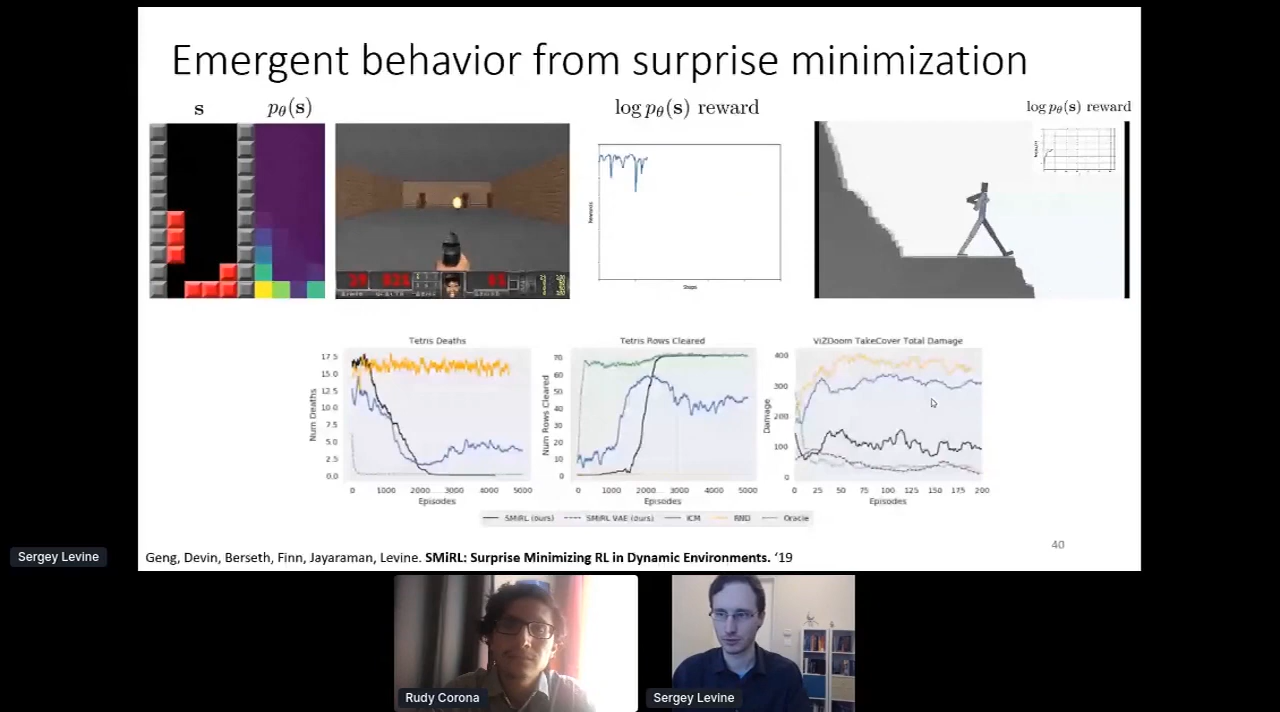 Emergent behavior from surprise minimization
s
pθ(s)
log pθ(s) reward
log pθ(s) reward
Rewards
Steps
Tetris Deaths
Num Deaths
17.5
15.0
12.5
10.0
7.5
5.0
2.5
0.0
0 1000 2000 3000 4000 5000
Episodes
Tetris Rows Cleared
Num Rows Cleared
70
60
50
40
30
20
10
0
0 1000 2000 3000 4000 5000
Episodes
ViZDoom TakeCover Total Damage
Damage
400
300
200
100
0
0 25 50 75 100 125 150 175 200
Episodes
SMiRL (ours) SMiRL VAE (ours) ICM RND Oracle
40
Geng, Devin, Berseth, Finn, Jayaraman, Levine. SMiRL: Surprise Minimizing RL in Dynamic Environments. ‘19
Sergey Levine
Rudy Corona
Sergey Levine